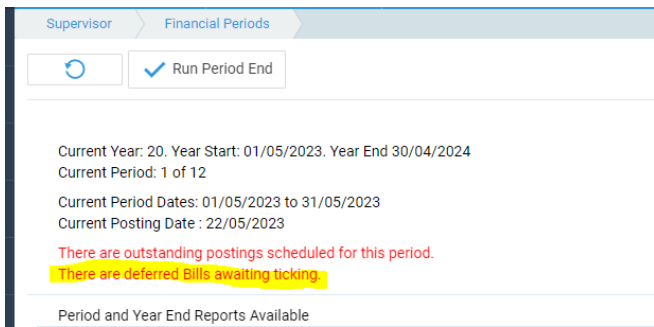 Supervisor Financial Periods
Run Period End
Current Year: 20. Year Start: 01/05/2023. Year End 30/04/2024
Current Period: 1 of 12
Current Period Dates: 01/05/2023 to 31/05/2023
Current Posting Date : 22/05/2023
There are outstanding postings scheduled for this period.
There are deferred Bills awaiting ticking.
Period and Year End Reports Available